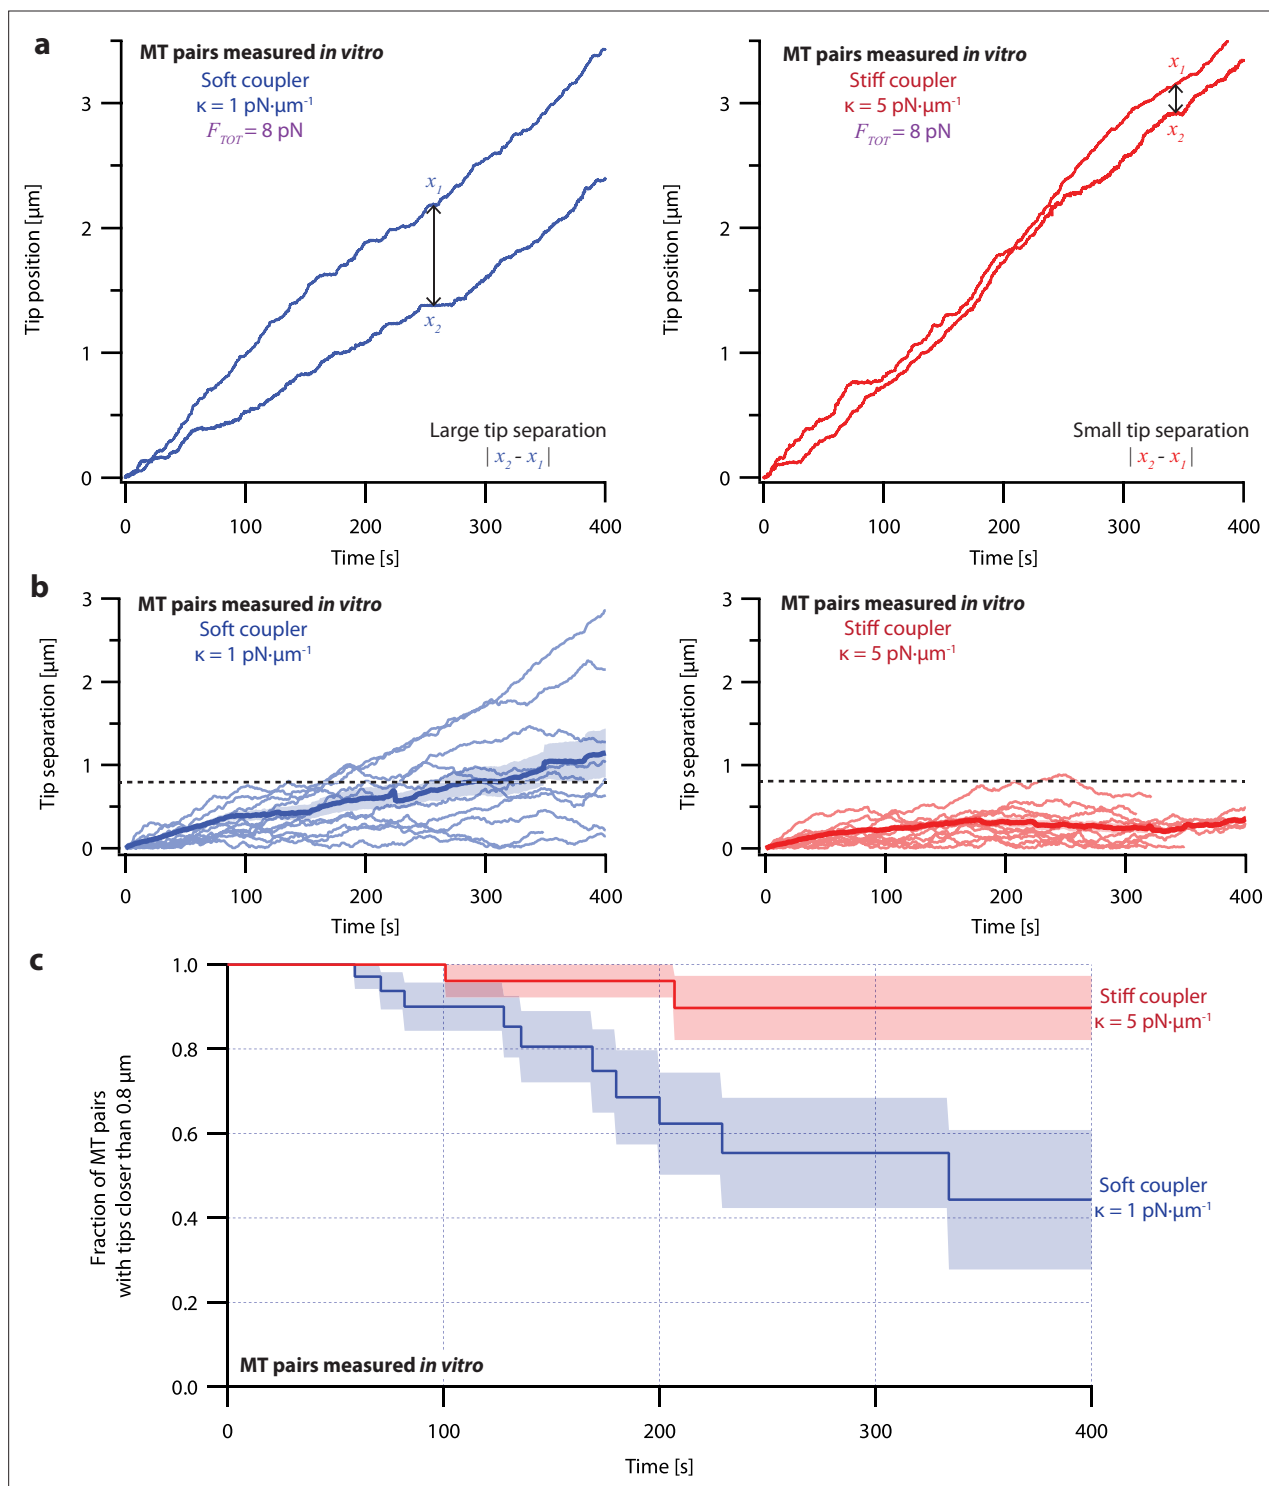 a
MT pairs measured in vitro
Soft coupler
κ = 1 pN·µm⁻¹
F_TOT = 8 pN
3
2
1
0
Tip position [µm]
x₁
x₂
Large tip separation
| x₂ - x₁ |
0 100 200 300 400
Time [s]
MT pairs measured in vitro
Stiff coupler
κ = 5 pN·µm⁻¹
F_TOT = 8 pN
3
2
1
0
Tip position [µm]
x₁
x₂
Small tip separation
| x₂ - x₁ |
0 100 200 300 400
Time [s]
b
MT pairs measured in vitro
Soft coupler
κ = 1 pN·µm⁻¹
3
2
1
0
Tip separation [µm]
0 100 200 300 400
Time [s]
MT pairs measured in vitro
Stiff coupler
κ = 5 pN·µm⁻¹
3
2
1
0
Tip separation [µm]
0 100 200 300 400
Time [s]
c
1.0
0.8
0.6
0.4
0.2
0.0
Fraction of MT pairs
with tips closer than 0.8 µm
Stiff coupler
κ = 5 pN·µm⁻¹
Soft coupler
κ = 1 pN·µm⁻¹
MT pairs measured in vitro
0 100 200 300 400
Time [s]